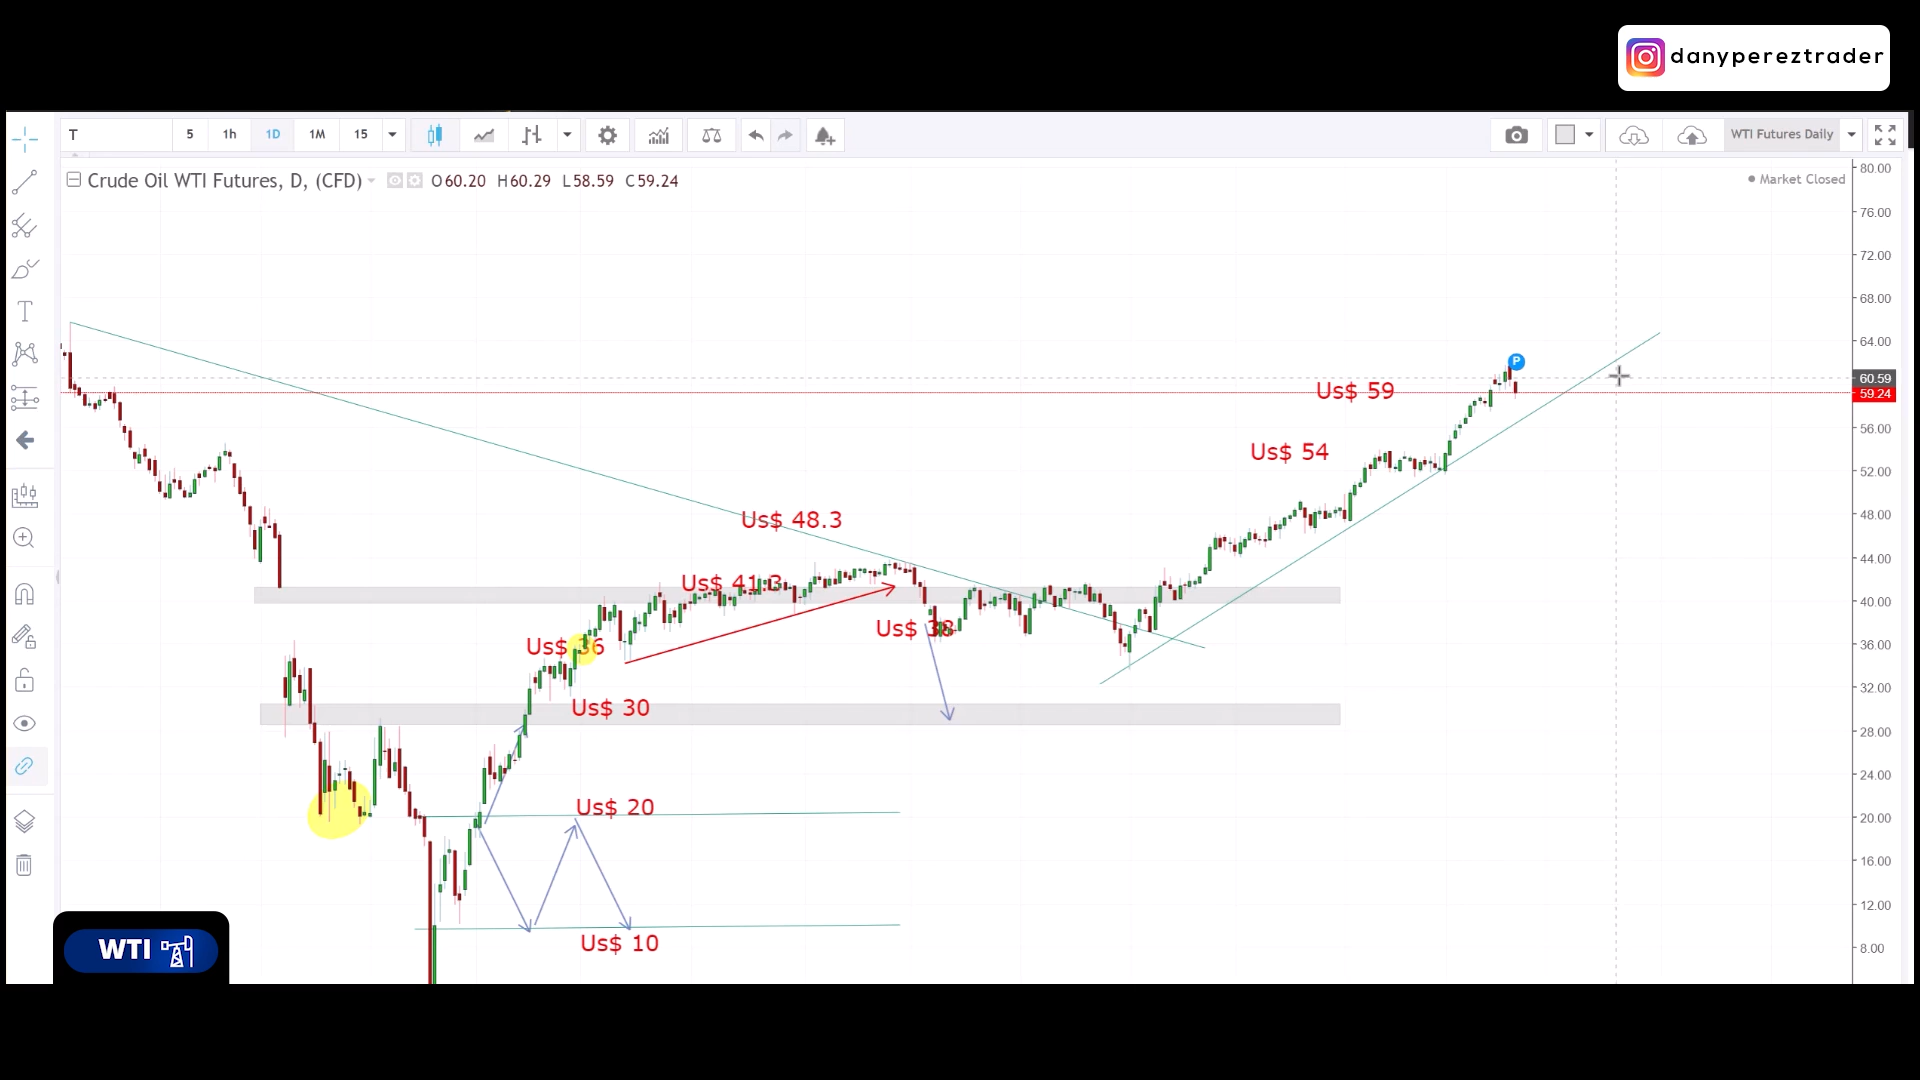 danypereztrader
T 5 1h 1D 1M 15 WTI Futures Daily
Crude Oil WTI Futures, D, (CFD) O60.20 H60.29 L58.59 C59.24
Market Closed
80.00
76.00
72.00
68.00
64.00
P
60.59
59.24
Us$ 59
56.00
Us$ 54
52.00
Us$ 48.3
48.00
44.00
Us$ 41.3
40.00
Us$ 38
Us$ 36
36.00
32.00
Us$ 30
28.00
24.00
Us$ 20
20.00
16.00
12.00
Us$ 10
8.00
WTI